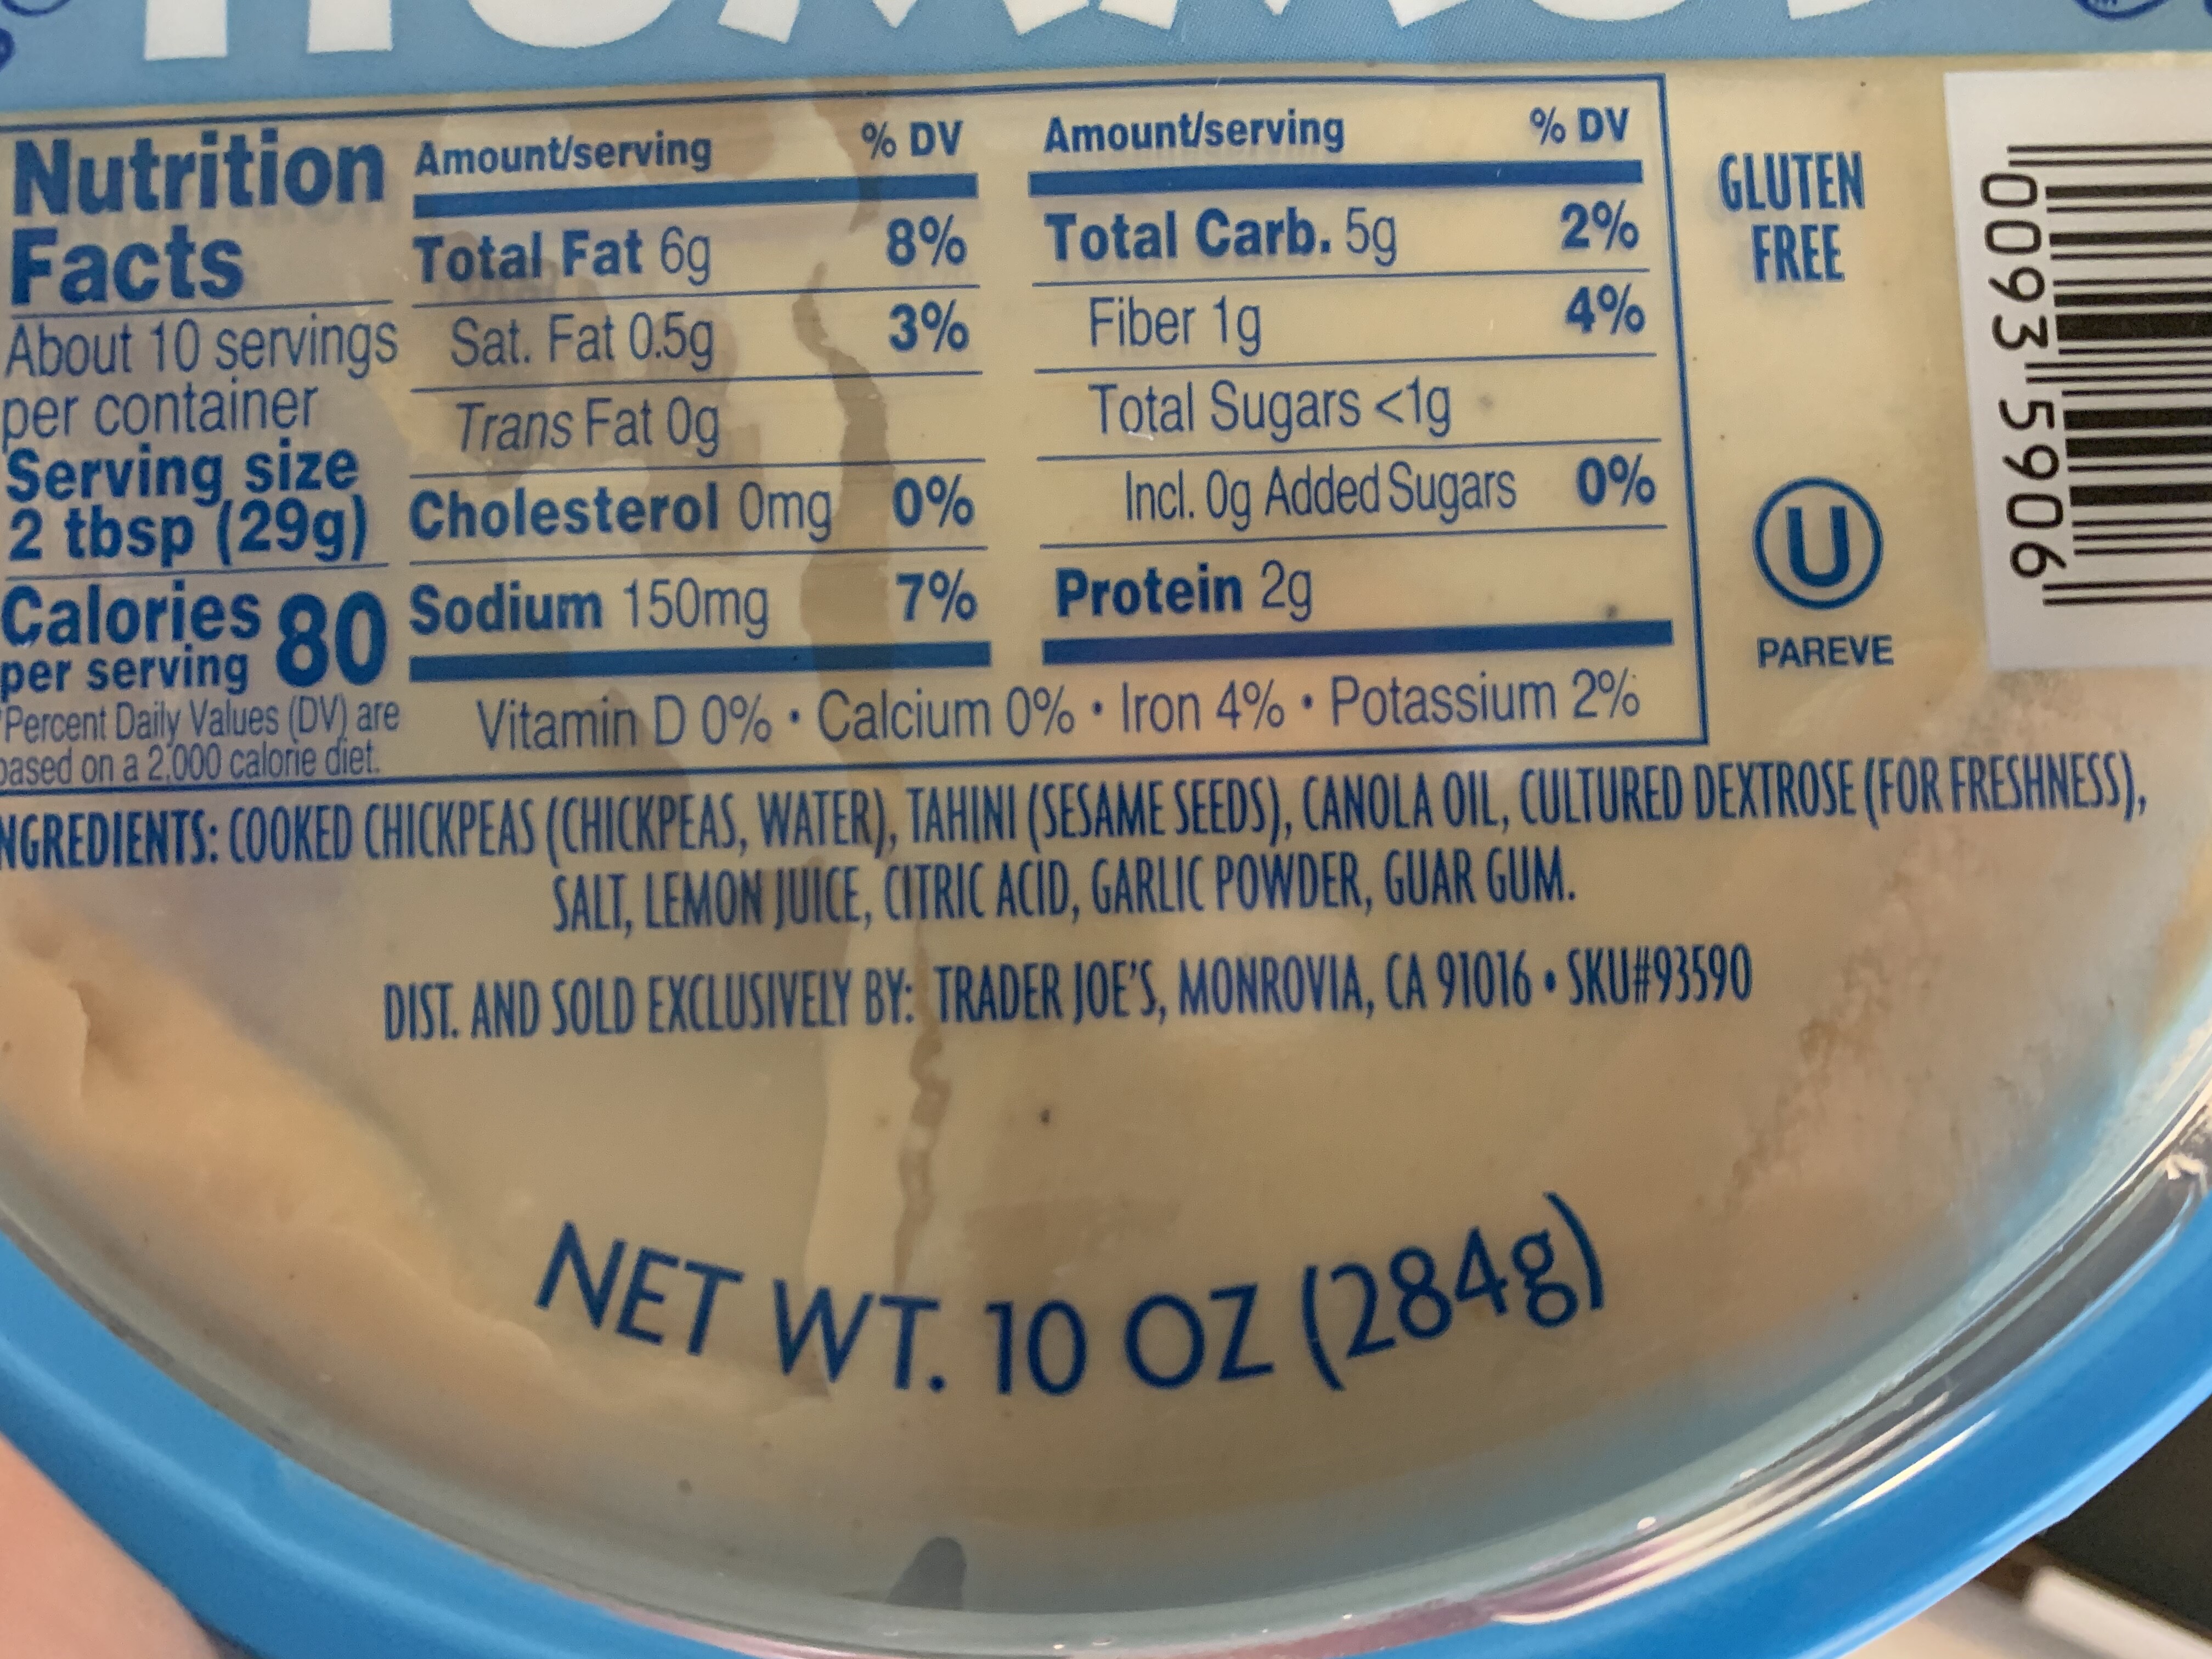 Nutrition Facts
About 10 servings
per container
Serving size
2 tbsp (29g)
Calories 80
per serving
Percent Daily Values (DV) are
based on a 2,000 calorie diet.
Amount/serving % DV
Total Fat 6g 8%
Sat. Fat 0.5g 3%
Trans Fat 0g
Cholesterol 0mg 0%
Sodium 150mg 7%
Amount/serving % DV
Total Carb. 5g 2%
Fiber 1g 4%
Total Sugars <1g
Incl. 0g Added Sugars 0%
Protein 2g
Vitamin D 0% • Calcium 0% • Iron 4% • Potassium 2%
GLUTEN
FREE
U
PAREVE
0093 5906
NGREDIENTS: COOKED CHICKPEAS (CHICKPEAS, WATER), TAHINI (SESAME SEEDS), CANOLA OIL, CULTURED DEXTROSE (FOR FRESHNESS),
SALT, LEMON JUICE, CITRIC ACID, GARLIC POWDER, GUAR GUM.
DIST. AND SOLD EXCLUSIVELY BY: TRADER JOE'S, MONROVIA, CA 91016 • SKU#93590
NET WT. 10 OZ (284g)